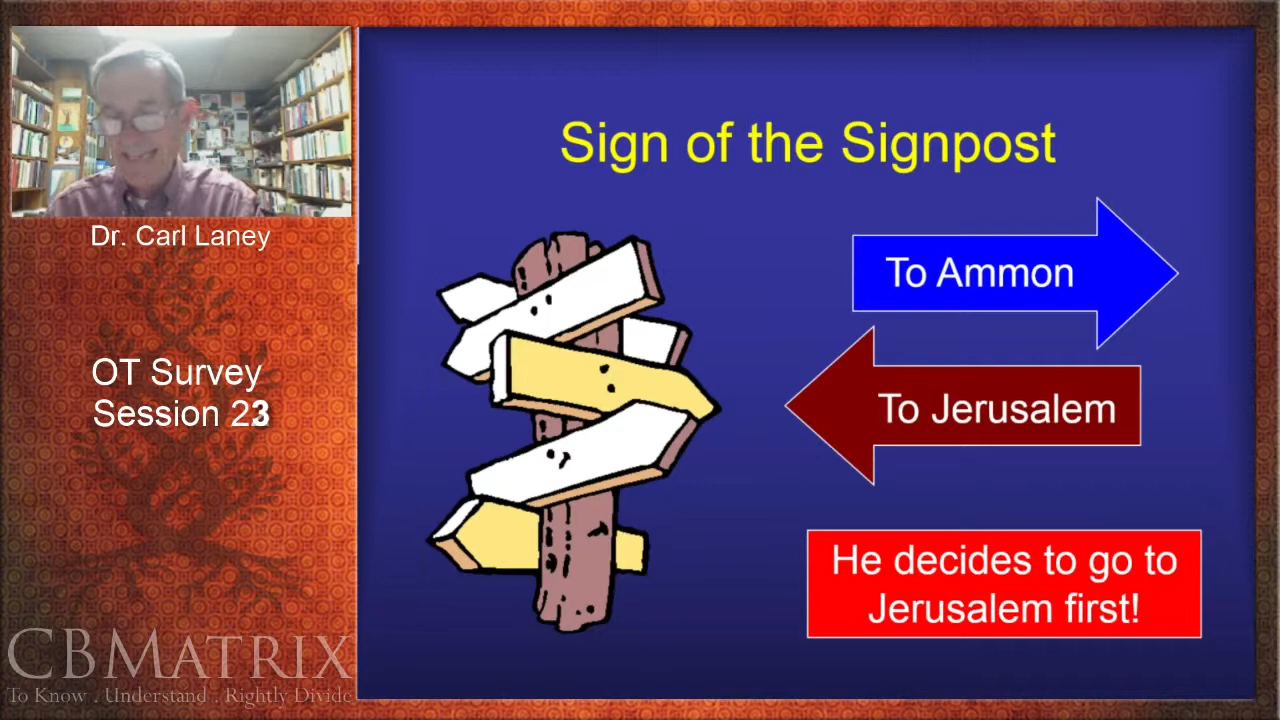 Dr. Carl Laney
OT Survey
Session 23
CBMATRIX
To Know . Understand . Rightly Divide
Sign of the Signpost
To Ammon
To Jerusalem
He decides to go to
Jerusalem first!